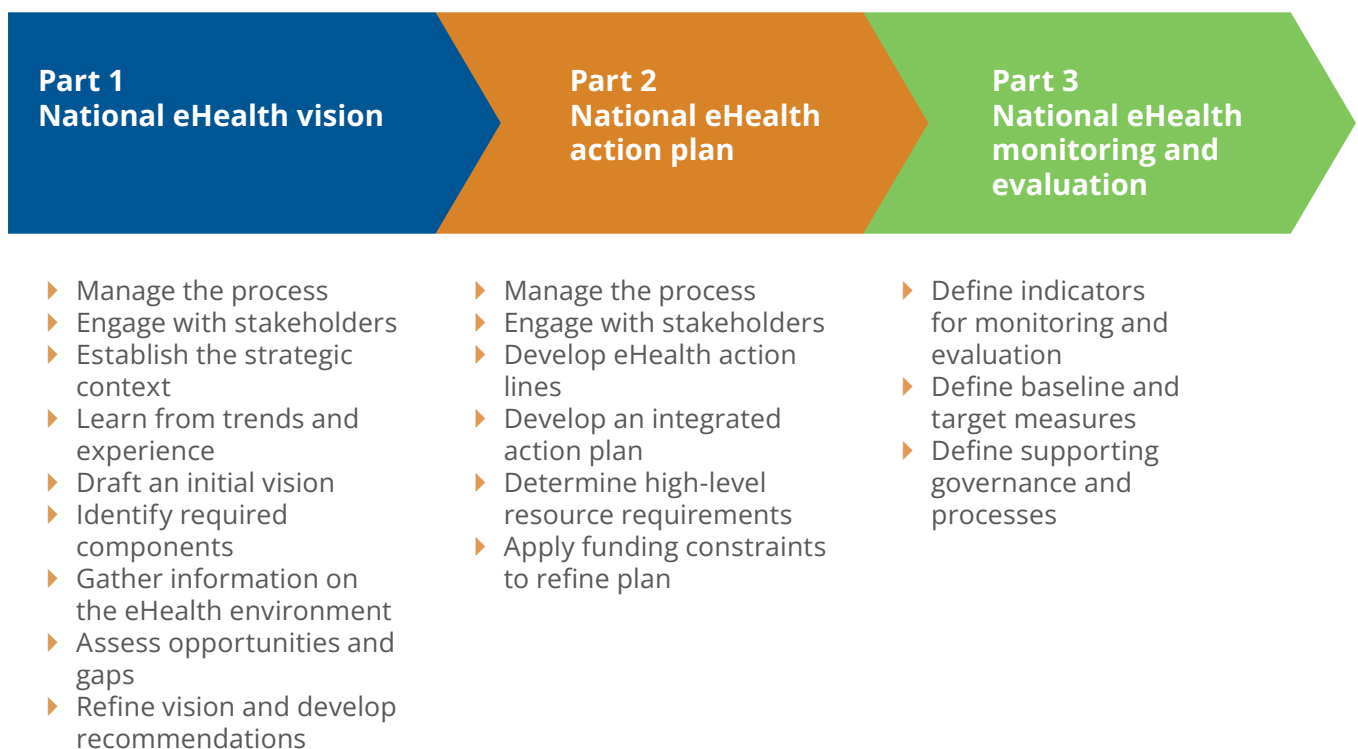 Part 1
National eHealth vision
Part 2
National eHealth
action plan
Part 3
National eHealth
monitoring and
evaluation
Manage the process
Engage with stakeholders
Establish the strategic
context
Learn from trends and
experience
Draft an initial vision
Identify required
components
Gather information on
the eHealth environment
Assess opportunities and
gaps
Refine vision and develop
recommendations
Manage the process
Engage with stakeholders
Develop eHealth action
lines
Develop an integrated
action plan
Determine high-level
resource requirements
Apply funding constraints
to refine plan
Define indicators
for monitoring and
evaluation
Define baseline and
target measures
Define supporting
governance and
processes